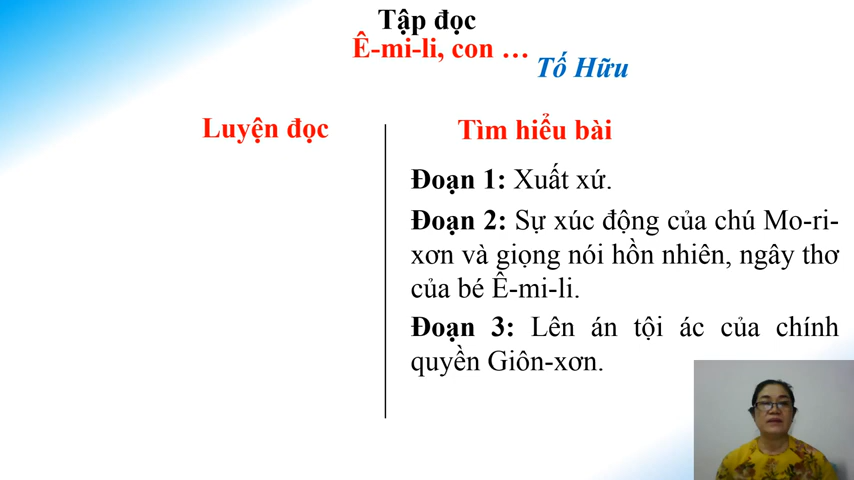 Tập đọc
Ê-mi-li, con …
Tố Hữu
Luyện đọc
Tìm hiểu bài
Đoạn 1: Xuất xứ.
Đoạn 2: Sự xúc động của chú Mo-ri-
xơn và giọng nói hồn nhiên, ngây thơ
của bé Ê-mi-li.
Đoạn 3: Lên án tội ác của chính
quyền Giôn-xơn.